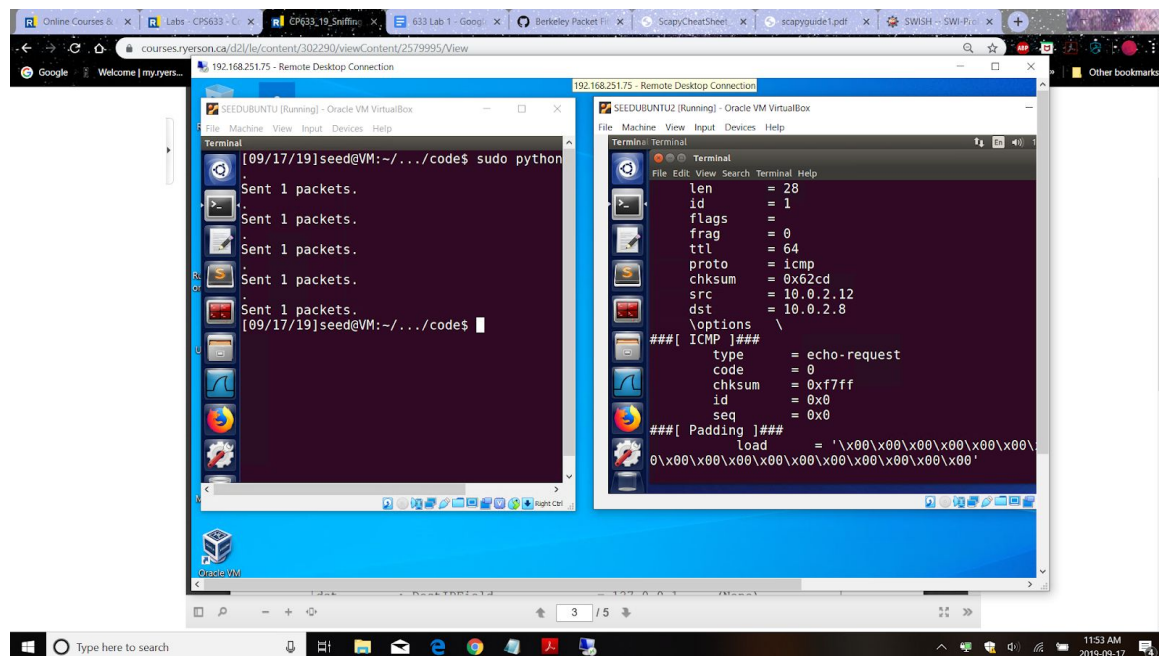 Online Courses &
Labs - CPS633 - C
CP633_19_Sniffing
633 Lab 1 - Goog
Berkeley Packet Fi
ScapyCheatSheet
scapyguide1.pdf
SWISH -- SWI-Pro
courses.ryerson.ca/d2l/le/content/302290/viewContent/2579995/View
Google
Welcome | my.ryers...
Other bookmarks
192.168.251.75 - Remote Desktop Connection
192.168.251.75 - Remote Desktop Connection
SEEDUBUNTU [Running] - Oracle VM VirtualBox
File Machine View Input Devices Help
Terminal
[09/17/19]seed@VM:~/.../code$ sudo python
.
Sent 1 packets.
.
Sent 1 packets.
.
Sent 1 packets.
.
Sent 1 packets.
.
Sent 1 packets.
[09/17/19]seed@VM:~/.../code$
Right Ctrl
SEEDUBUNTU2 [Running] - Oracle VM VirtualBox
File Machine View Input Devices Help
Terminal Terminal
En
Terminal
File Edit View Search Terminal Help
len = 28
id = 1
flags =
frag = 0
ttl = 64
proto = icmp
chksum = 0x62cd
src = 10.0.2.12
dst = 10.0.2.8
\options \
###[ ICMP ]###
type = echo-request
code = 0
chksum = 0xf7ff
id = 0x0
seq = 0x0
###[ Padding ]###
load = '\x00\x00\x00\x00\x00\x00\
0\x00\x00\x00\x00\x00\x00\x00\x00\x00\x00'
Oracle VM
3 / 5
Type here to search
11:53 AM
2019-09-17